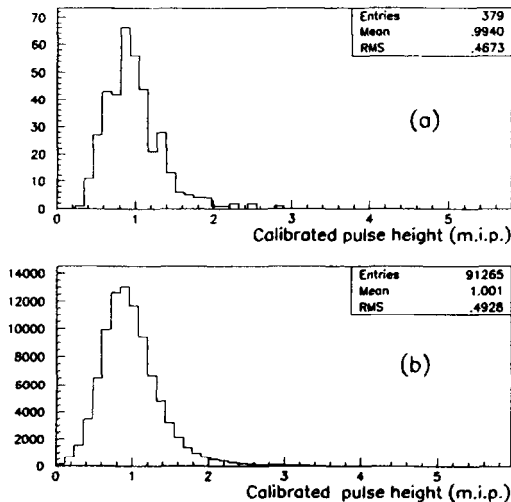 70
60
50
40
30
20
10
0
Entries 379
Mean .9940
RMS .4673
(a)
0 1 2 3 4 5
Calibrated pulse height (m.i.p.)
14000
12000
10000
8000
6000
4000
2000
0
Entries 91265
Mean 1.001
RMS .4928
(b)
0 1 2 3 4 5
Calibrated pulse height (m.i.p.)